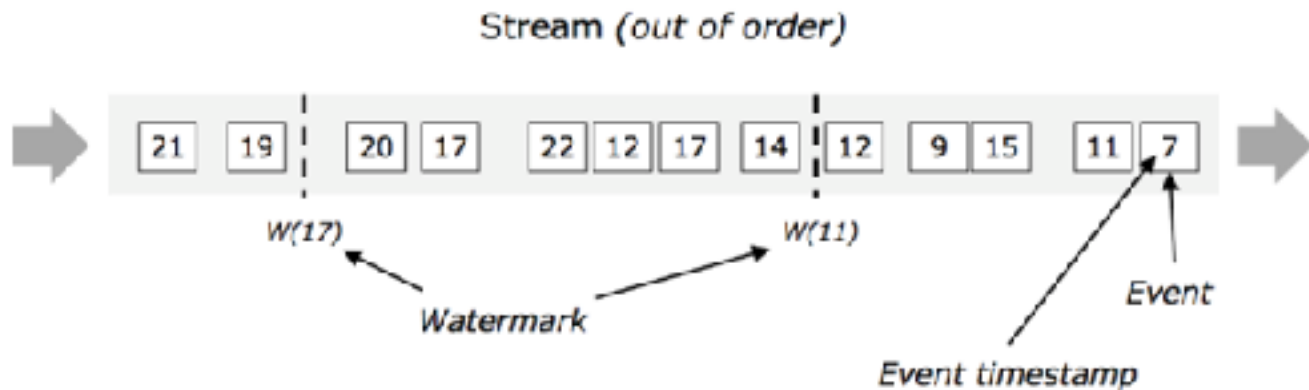 Stream (out of order)
21 19 20 17 22 12 17 14 12 9 15 11 7
W(17) W(11)
Watermark
Event
Event timestamp